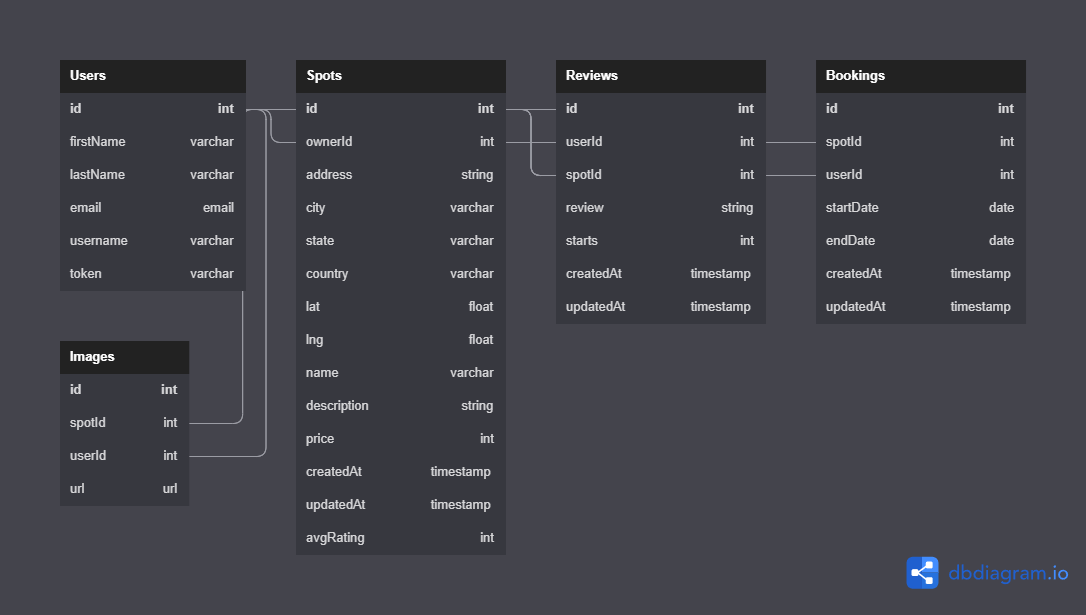 Users
id int
firstName varchar
lastName varchar
email email
username varchar
token varchar
Images
id int
spotId int
userId int
url url
Spots
id int
ownerId int
address string
city varchar
state varchar
country varchar
lat float
lng float
name varchar
description string
price int
createdAt timestamp
updatedAt timestamp
avgRating int
Reviews
id int
userId int
spotId int
review string
starts int
createdAt timestamp
updatedAt timestamp
Bookings
id int
spotId int
userId int
startDate date
endDate date
createdAt timestamp
updatedAt timestamp
dbdiagram.io